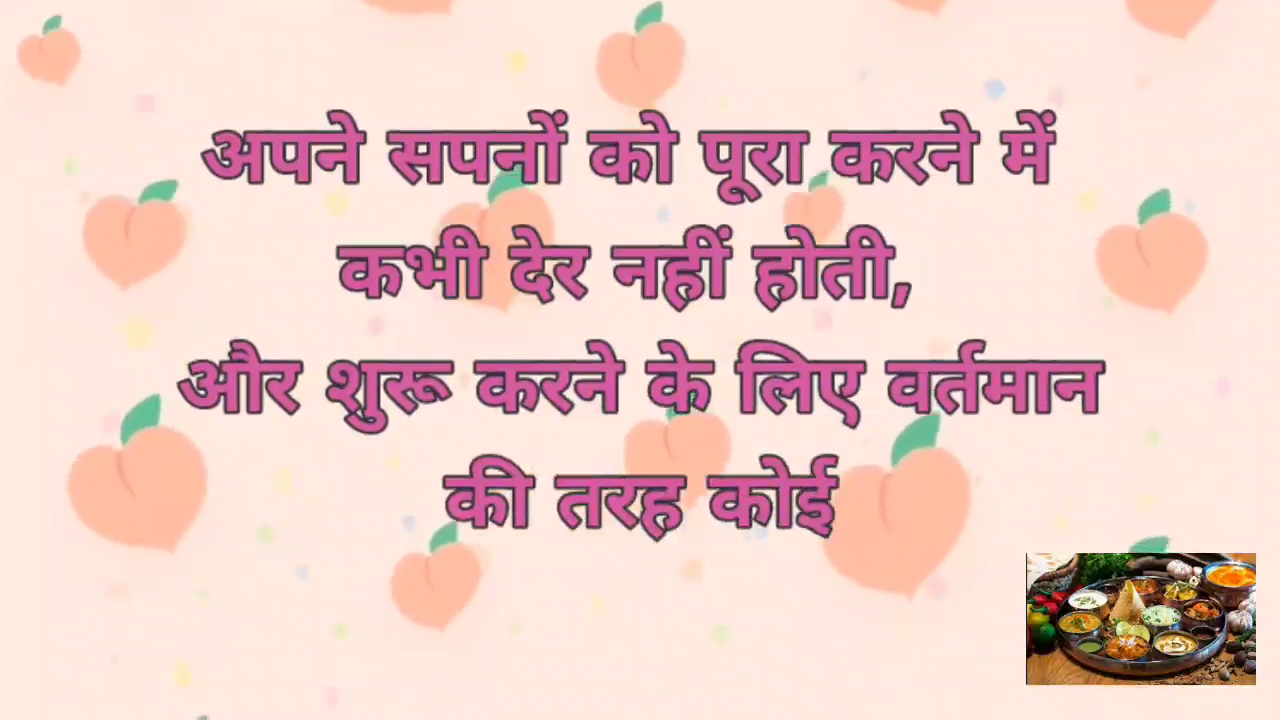 अपने सपनों को पूरा करने में
कभी देर नहीं होती,
और शुरू करने के लिए वर्तमान
की तरह कोई